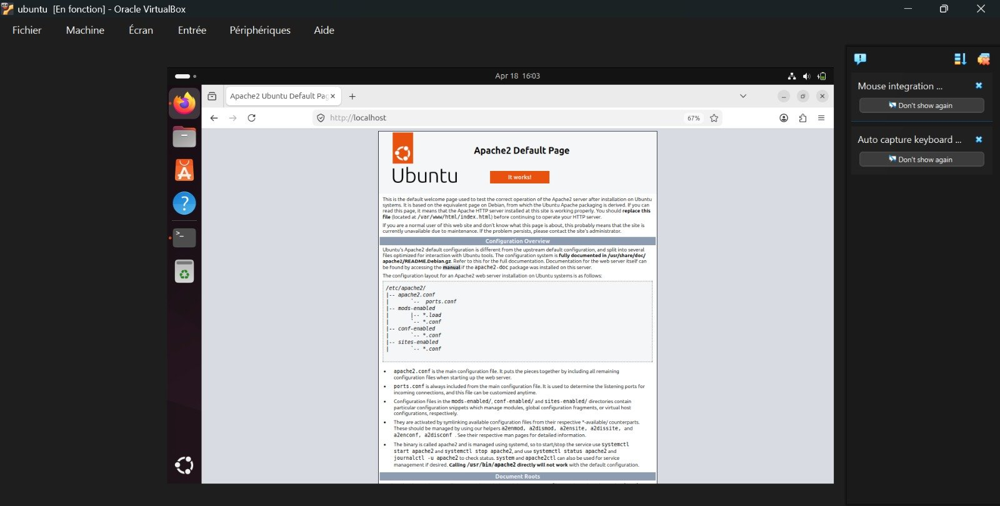 ubuntu [En fonction] - Oracle VirtualBox
Fichier Machine Écran Entrée Périphériques Aide
Apr 18 16:03
Apache2 Ubuntu Default Pag
http://localhost
67%
Ubuntu
Apache2 Default Page
It works!
This is the default welcome page used to test the correct operation of the Apache2 server after installation on Ubuntu
systems. It is based on the equivalent page on Debian, from which the Ubuntu Apache packaging is derived. If you can
read this page, it means that the Apache HTTP server installed at this site is working properly. You should replace this
file (located at /var/www/html/index.html) before continuing to operate your HTTP server.
If you are a normal user of this web site and don't know what this page is about, this probably means that the site is
currently unavailable due to maintenance. If the problem persists, please contact the site's administrator.
Configuration Overview
Ubuntu's Apache2 default configuration is different from the upstream default configuration, and split into several
files optimized for interaction with Ubuntu tools. The configuration system is fully documented in /usr/share/doc/
apache2/README.Debian.gz. Refer to this for the full documentation. Documentation for the web server itself can
be found by accessing the manual if the apache2-doc package was installed on this server.
The configuration layout for an Apache2 web server installation on Ubuntu systems is as follows:
/etc/apache2/
|-- apache2.conf
|       `--  ports.conf
|-- mods-enabled
|       |-- *.load
|       `-- *.conf
|-- conf-enabled
|       `-- *.conf
|-- sites-enabled
|       `-- *.conf
• apache2.conf is the main configuration file. It puts the pieces together by including all remaining
configuration files when starting up the web server.
• ports.conf is always included from the main configuration file. It is used to determine the listening ports for
incoming connections, and this file can be customized anytime.
• Configuration files in the mods-enabled/, conf-enabled/ and sites-enabled/ directories contain
particular configuration snippets which manage modules, global configuration fragments, or virtual host
configurations, respectively.
• They are activated by symlinking available configuration files from their respective *-available/ counterparts.
These should be managed by using our helpers a2enmod, a2dismod, a2ensite, a2dissite, and
a2enconf, a2disconf . See their respective man pages for detailed information.
• The binary is called apache2 and is managed using systemd, so to start/stop the service use systemctl
start apache2 and systemctl stop apache2, and use systemctl status apache2 and
journalctl -u apache2 to check status. system and apache2ctl can also be used for service
management if desired. Calling /usr/bin/apache2 directly will not work with the default configuration.
Document Roots
Mouse integration ...
Don't show again
Auto capture keyboard ...
Don't show again